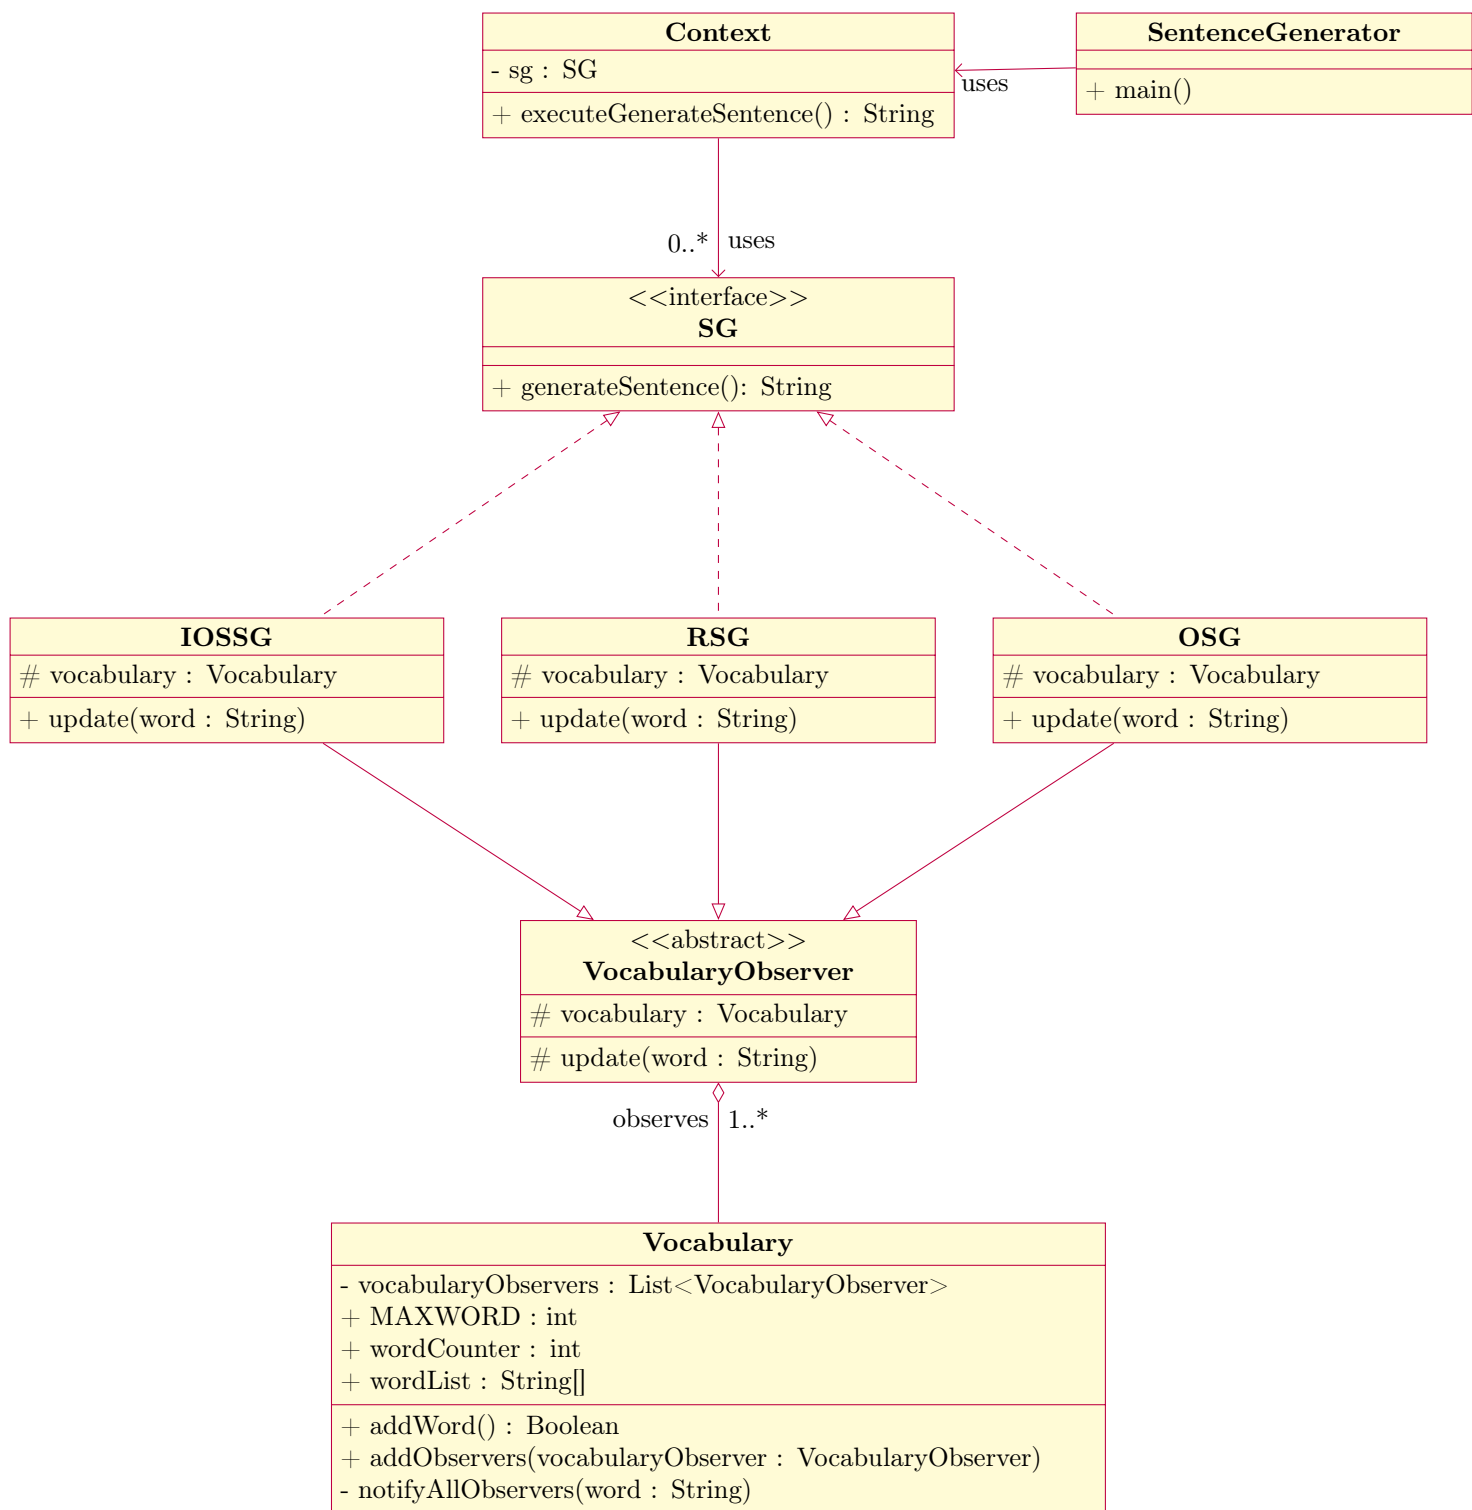 Context
- sg : SG
+ executeGenerateSentence() : String
SentenceGenerator
+ main()
uses
0..*
uses
<<interface>>
SG
+ generateSentence(): String
IOSSG
# vocabulary : Vocabulary
+ update(word : String)
RSG
# vocabulary : Vocabulary
+ update(word : String)
OSG
# vocabulary : Vocabulary
+ update(word : String)
<<abstract>>
VocabularyObserver
# vocabulary : Vocabulary
# update(word : String)
observes
1..*
Vocabulary
- vocabularyObservers : List<VocabularyObserver>
+ MAXWORD : int
+ wordCounter : int
+ wordList : String[]
+ addWord() : Boolean
+ addObservers(vocabularyObserver : VocabularyObserver)
- notifyAllObservers(word : String)